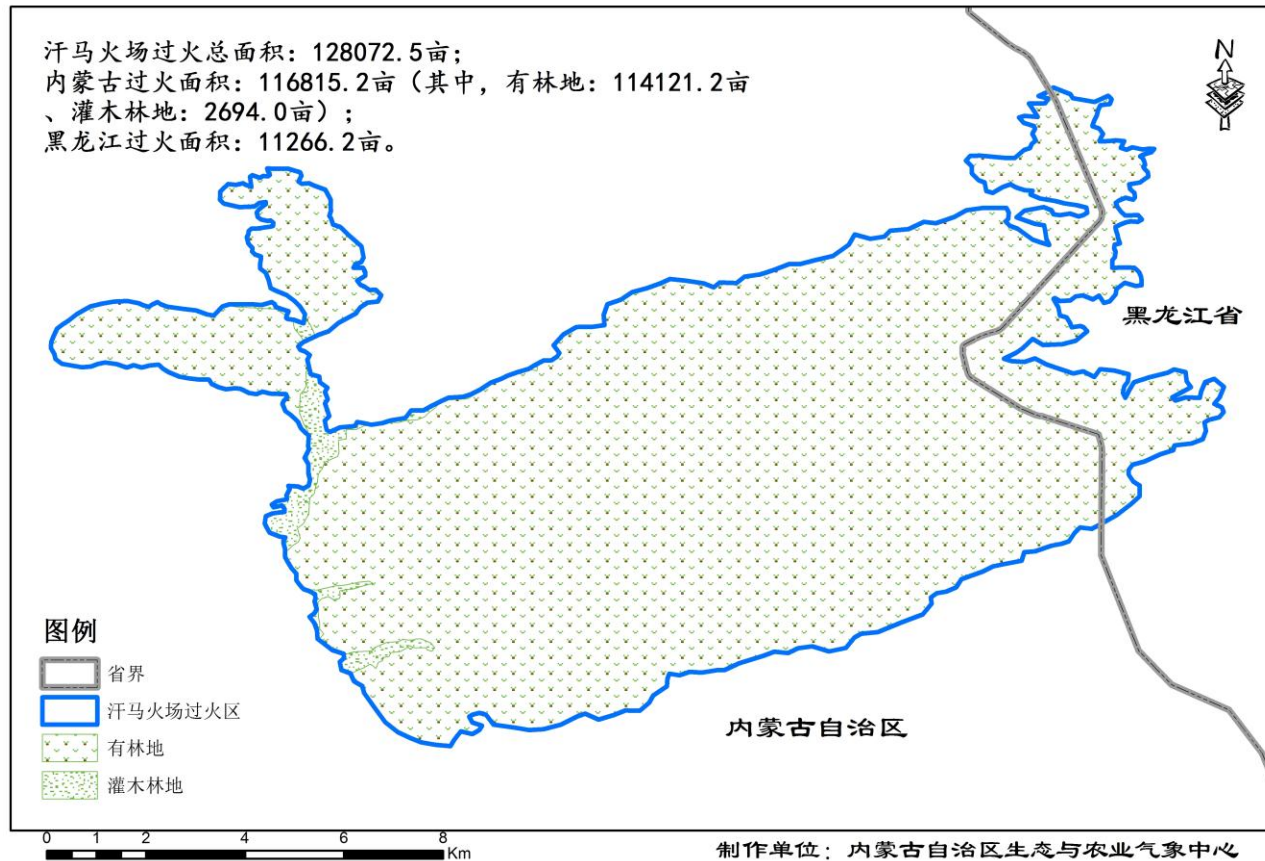 汗马火场过火总面积：128072.5亩；
内蒙古过火面积：116815.2亩（其中，有林地：114121.2亩
、灌木林地：2694.0亩）；
黑龙江过火面积：11266.2亩。
N
黑龙江省
内蒙古自治区
图例
省界
汗马火场过火区
有林地
灌木林地
0 1 2 4 6 8
Km
制作单位：内蒙古自治区生态与农业气象中心